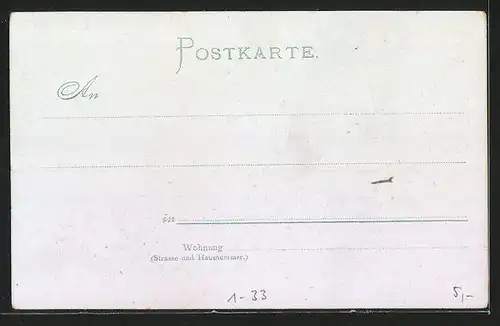 POSTKARTE.
An
in
Wohnung
(Strasse und Hausnummer.)
1-33 5,-